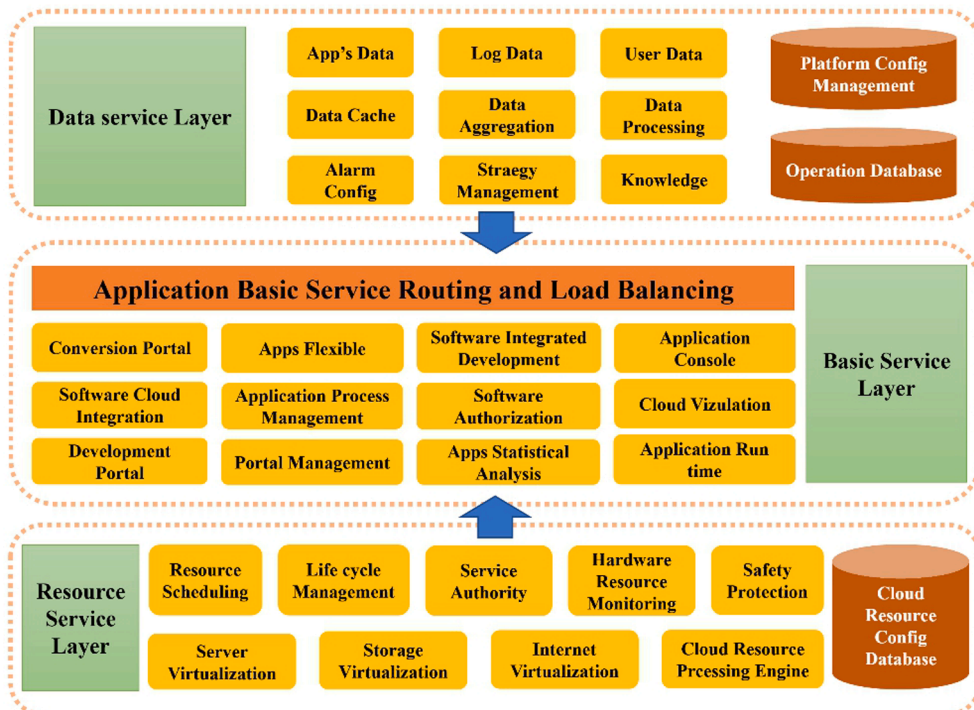 Data service Layer
App's Data
Log Data
User Data
Data Cache
Data
Aggregation
Data
Processing
Alarm
Config
Straegy
Management
Knowledge
Platform Config
Management
Operation Database
Application Basic Service Routing and Load Balancing
Conversion Portal
Apps Flexible
Software Integrated
Development
Application
Console
Software Cloud
Integration
Application Process
Management
Software
Authorization
Cloud Vizulation
Development
Portal
Portal Management
Apps Statistical
Analysis
Application Run
time
Basic Service
Layer
Resource
Service
Layer
Resource
Scheduling
Life cycle
Management
Service
Authority
Hardware
Resource
Monitoring
Safety
Protection
Server
Virtualization
Storage
Virtualization
Internet
Virtualization
Cloud Resource
Prcessing Engine
Cloud
Resource
Config
Database